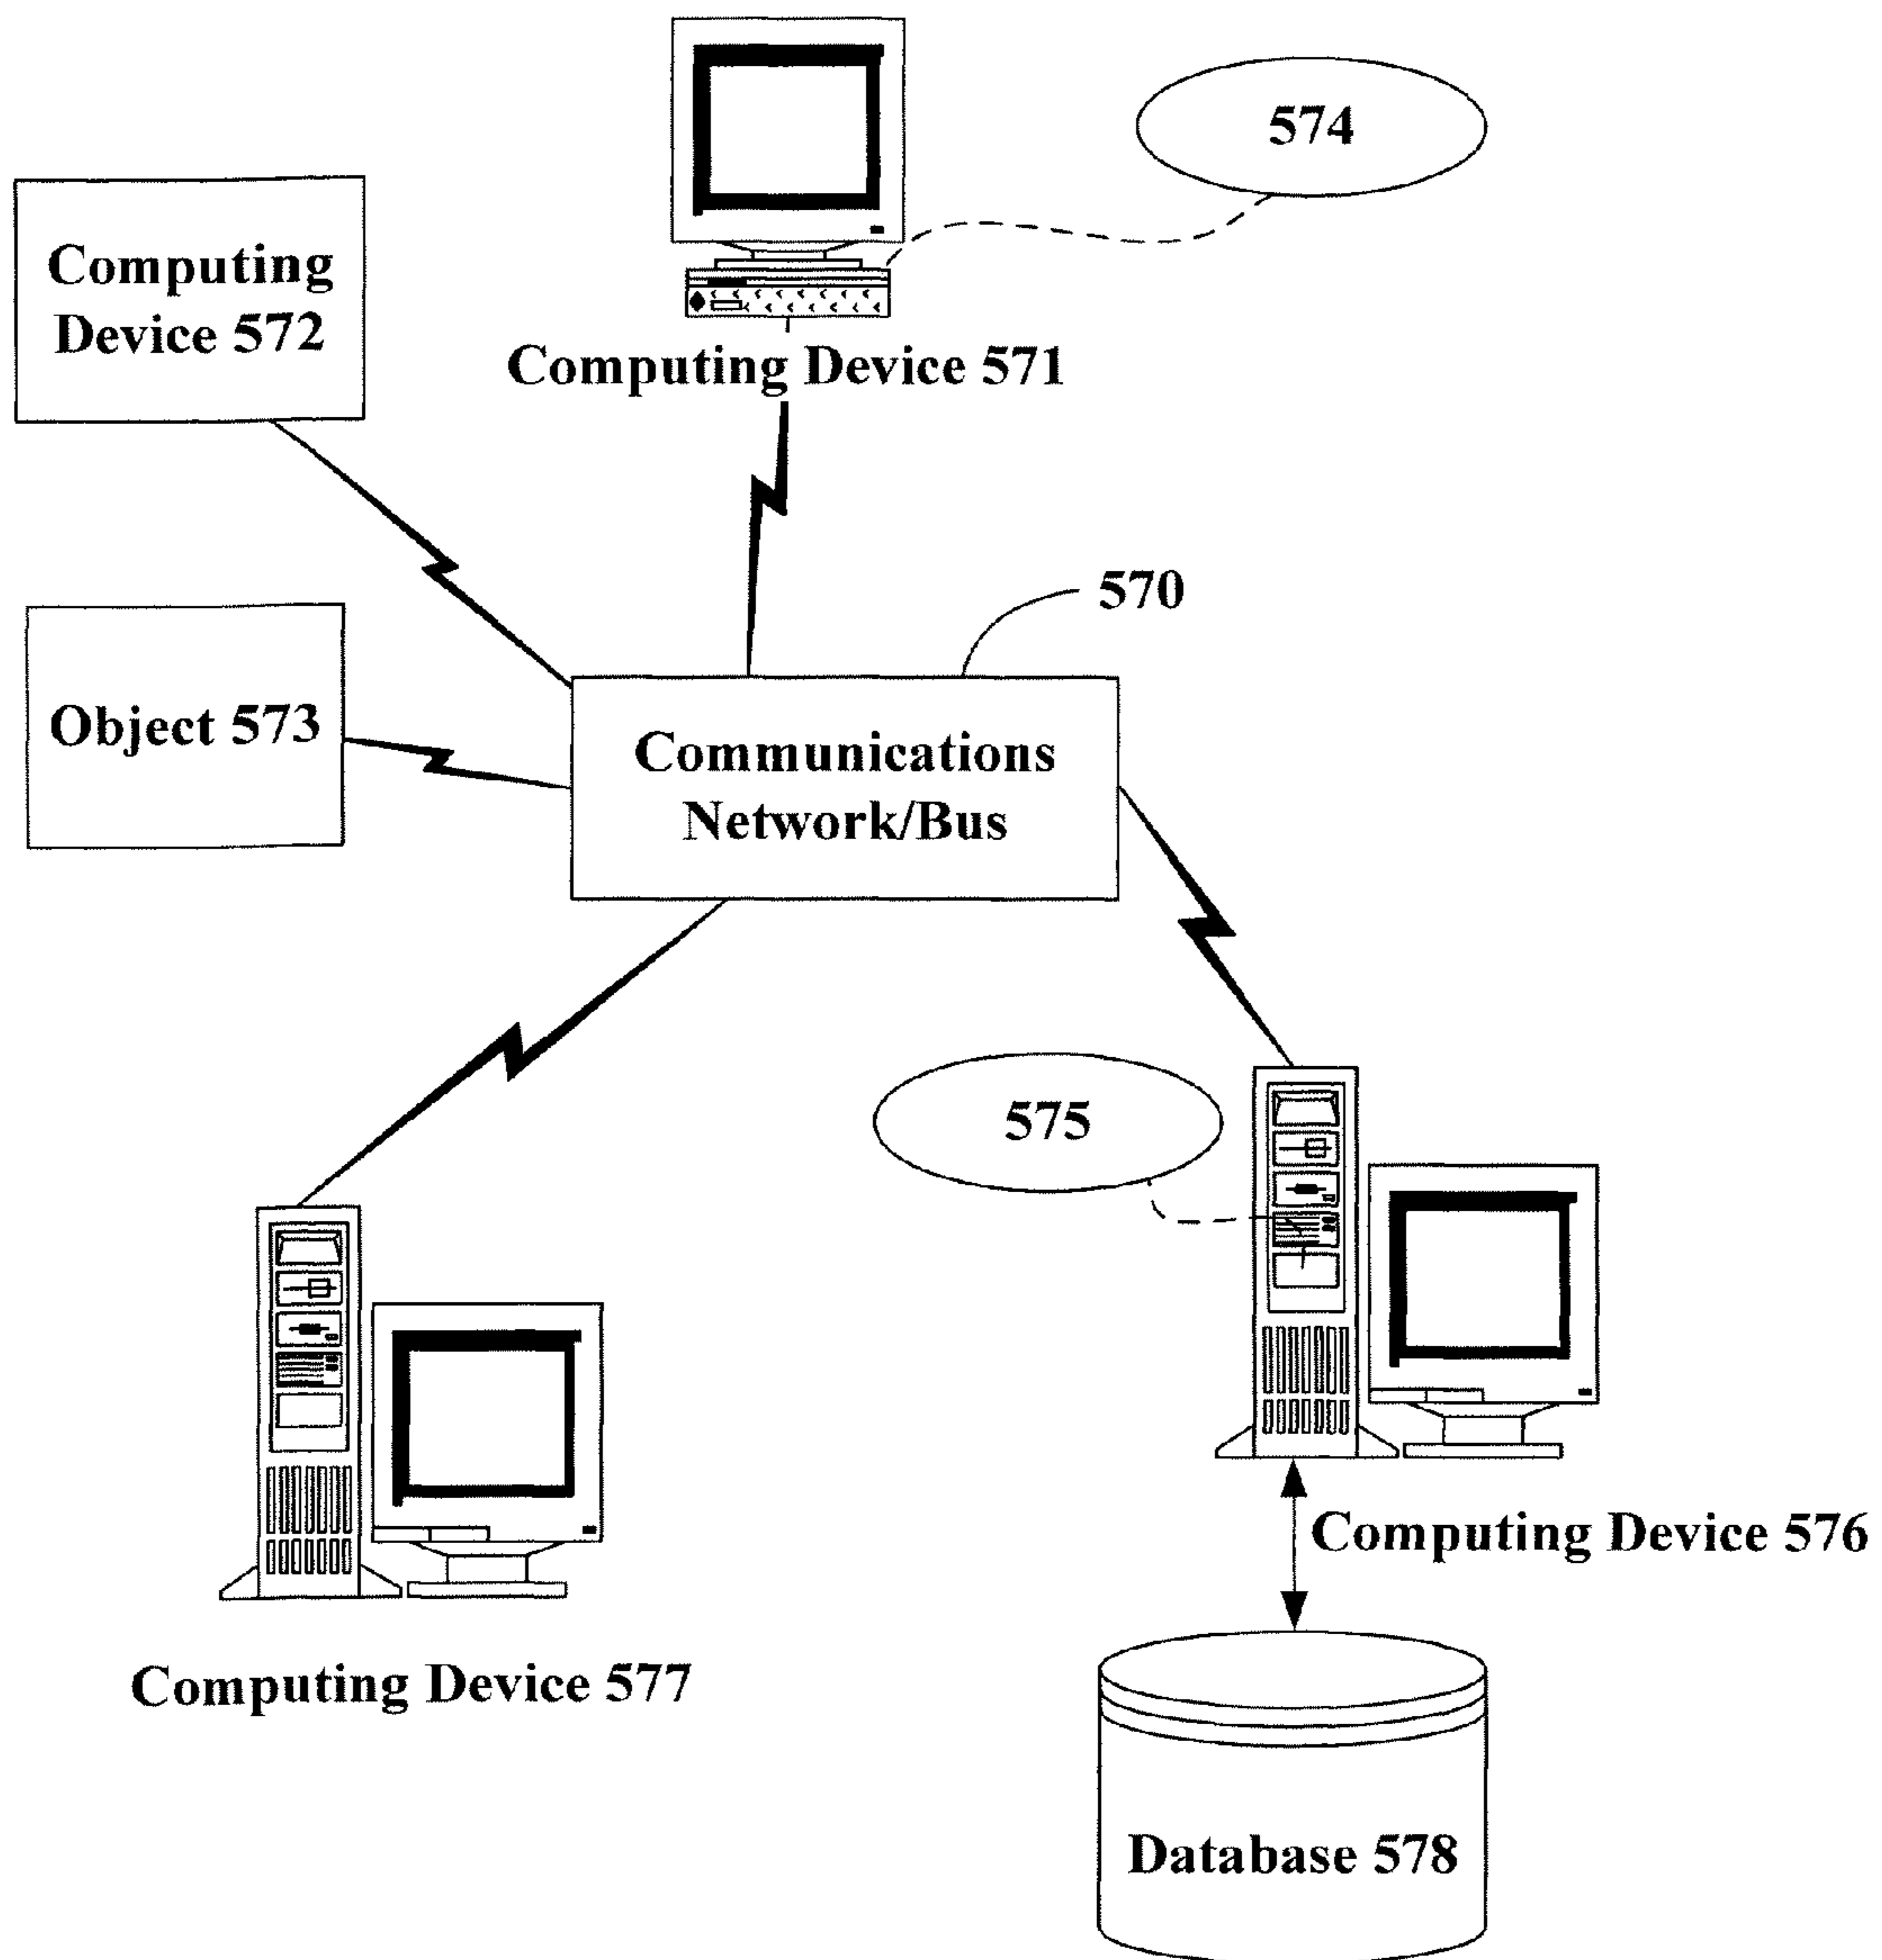 574
Computing
Device 572
Computing Device 571
570
Object 573
Communications
Network/Bus
575
Computing Device 576
Computing Device 577
Database 578